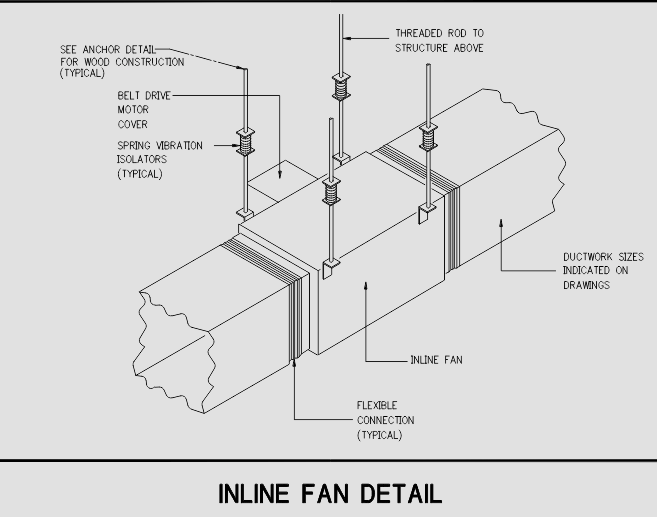 THREADED ROD TO
STRUCTURE ABOVE
SEE ANCHOR DETAIL
FOR WOOD CONSTRUCTION
(TYPICAL)
BELT DRIVE
MOTOR
COVER
SPRING VIBRATION
ISOLATORS
(TYPICAL)
DUCTWORK SIZES
INDICATED ON
DRAWINGS
INLINE FAN
FLEXIBLE
CONNECTION
(TYPICAL)
INLINE FAN DETAIL